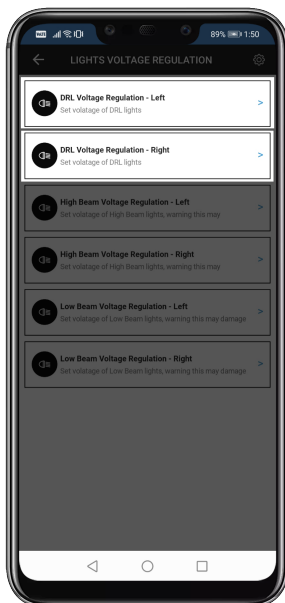 89% 1:50
LIGHTS VOLTAGE REGULATION
DRL Voltage Regulation - Left
Set volatage of DRL lights
>
DRL Voltage Regulation - Right
Set volatage of DRL lights
>
High Beam Voltage Regulation - Left
Set volatage of High Beam lights, warning this may
>
High Beam Voltage Regulation - Right
Set volatage of High Beam lights, warning this may
>
Low Beam Voltage Regulation - Left
Set volatage of Low Beam lights, warning this may damage
>
Low Beam Voltage Regulation - Right
Set volatage of Low Beam lights, warning this may damage
>